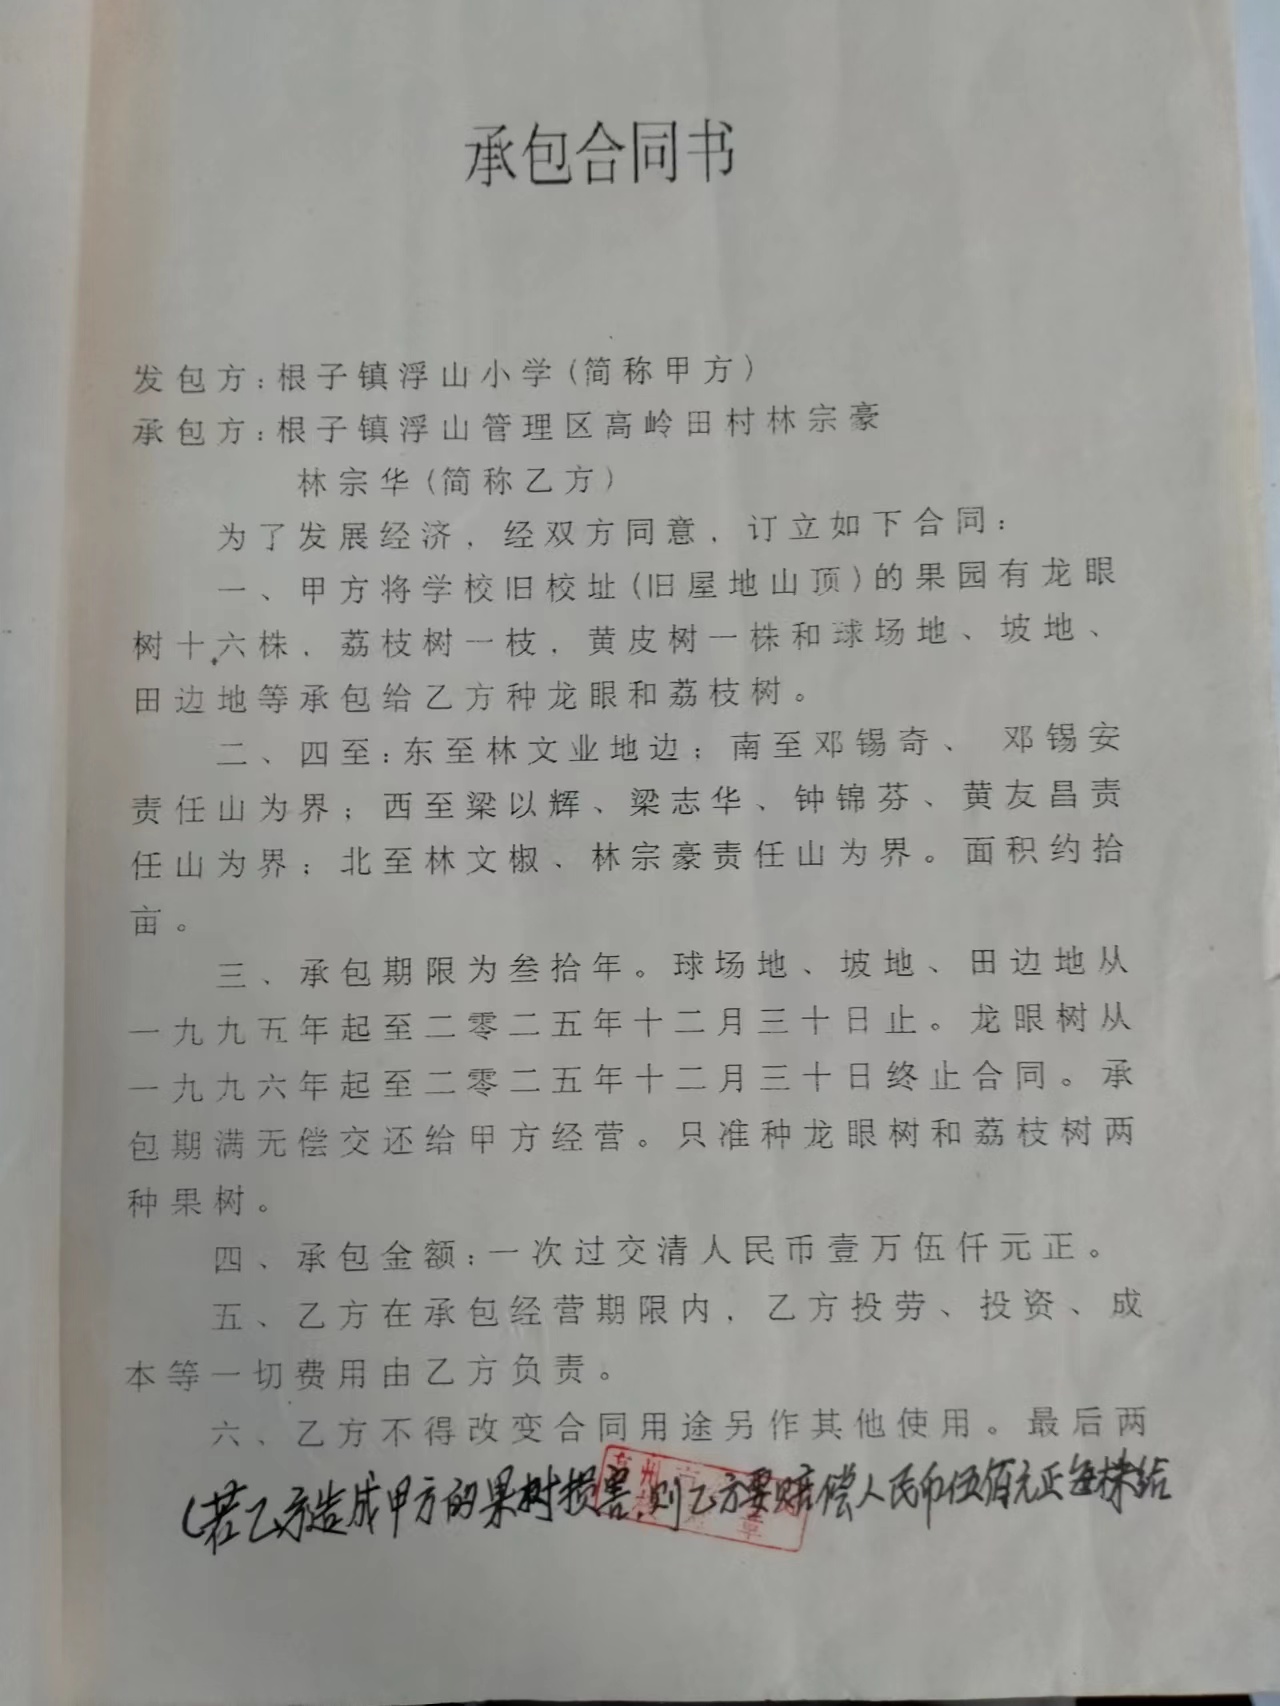 承包合同书
发包方:根子镇浮山小学(简称甲方)
承包方:根子镇浮山管理区高岭田村林宗豪
林宗华(简称乙方)
为了发展经济，经双方同意，订立如下合同:
一、甲方将学校旧校址(旧屋地山顶)的果园有龙眼
树十六株，荔枝树一枝，黄皮树一株和球场地、坡地、
田边地等承包给乙方种龙眼和荔枝树。
二、四至:东至林文业地边；南至邓锡奇、 邓锡安
责任山为界；西至梁以辉、梁志华、钟锦芬、黄友昌责
任山为界；北至林文椒、林宗豪责任山为界。面积约拾
亩。
三、承包期限为叁拾年。球场地、坡地、田边地从
一九九五年起至二零二五年十二月三十日止。龙眼树从
一九九六年起至二零二五年十二月三十日终止合同。承
包期满无偿交还给甲方经营。只准种龙眼树和荔枝树两
种果树。
四、承包金额:一次过交清人民币壹万伍仟元正。
五、乙方在承包经营期限内，乙方投劳、投资、成
本等一切费用由乙方负责。
六、乙方不得改变合同用途另作其他使用。最后两
(若乙方造成甲方的果树损害，则乙方要赔偿人民币伍佰元正每株给
州
章